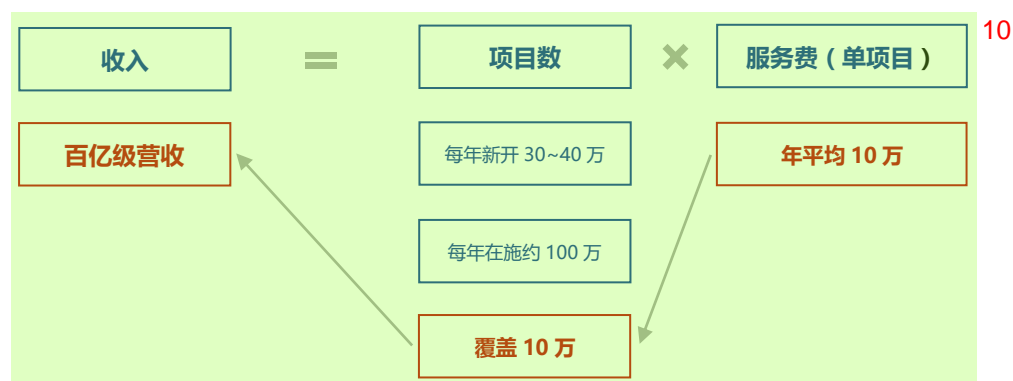 收入 = 项目数 × 服务费（单项目）
10
百亿级营收
每年新开 30~40 万
年平均 10 万
每年在施约 100 万
覆盖 10 万